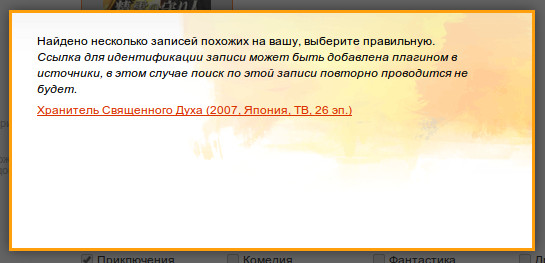 Найдено несколько записей похожих на вашу, выберите правильную.
Ссылка для идентификации записи может быть добавлена плагином в
источники, в этом случае поиск по этой записи повторно проводится не
будет.
Хранитель Священного Духа (2007, Япония, ТВ, 26 эп.)
Приключения Комедия Фантастика